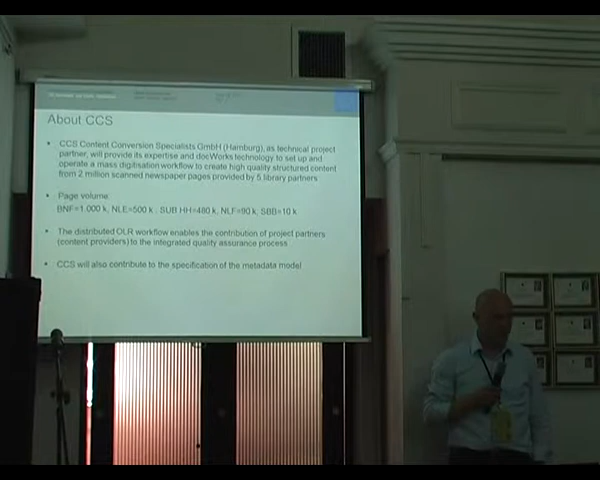 About CCS
• CCS Content Conversion Specialists GmbH (Hamburg), as technical project
partner, will provide its expertise and docWorks technology to set up and
operate a mass digitisation workflow to create high quality structured content
from 2 million scanned newspaper pages provided by 5 library partners
• Page volume:
BNF=1.000 k, NLE=500 k, SUB HH=480 k, NLF=90 k, SBB=10 k
• The distributed OLR workflow enables the contribution of project partners
(content providers) to the integrated quality assurance process
• CCS will also contribute to the specification of the metadata model